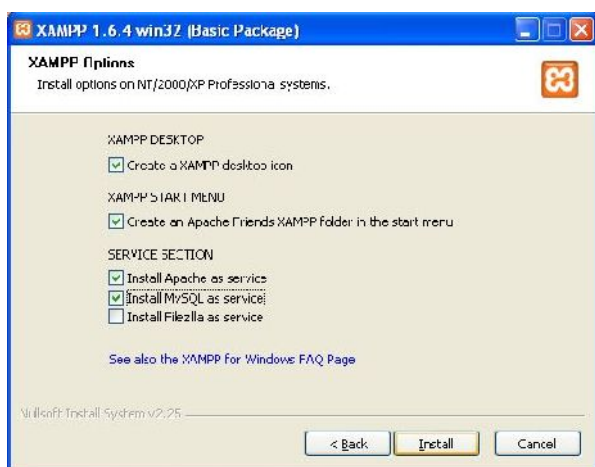 XAMPP 1.6.4 win32 (Basic Package)
XAMPP Options
Install options on NT/2000/XP Professional systems.
XAMPP DESKTOP
Create a XAMPP desktop icon
XAMPP START MENU
Create an Apache Friends XAMPP folder in the start menu
SERVICE SECTION
Install Apache as service
Install MySQL as service
Install Filezilla as service
See also the XAMPP for Windows FAQ Page
Nullsoft Install System v2.25
< Back Install Cancel